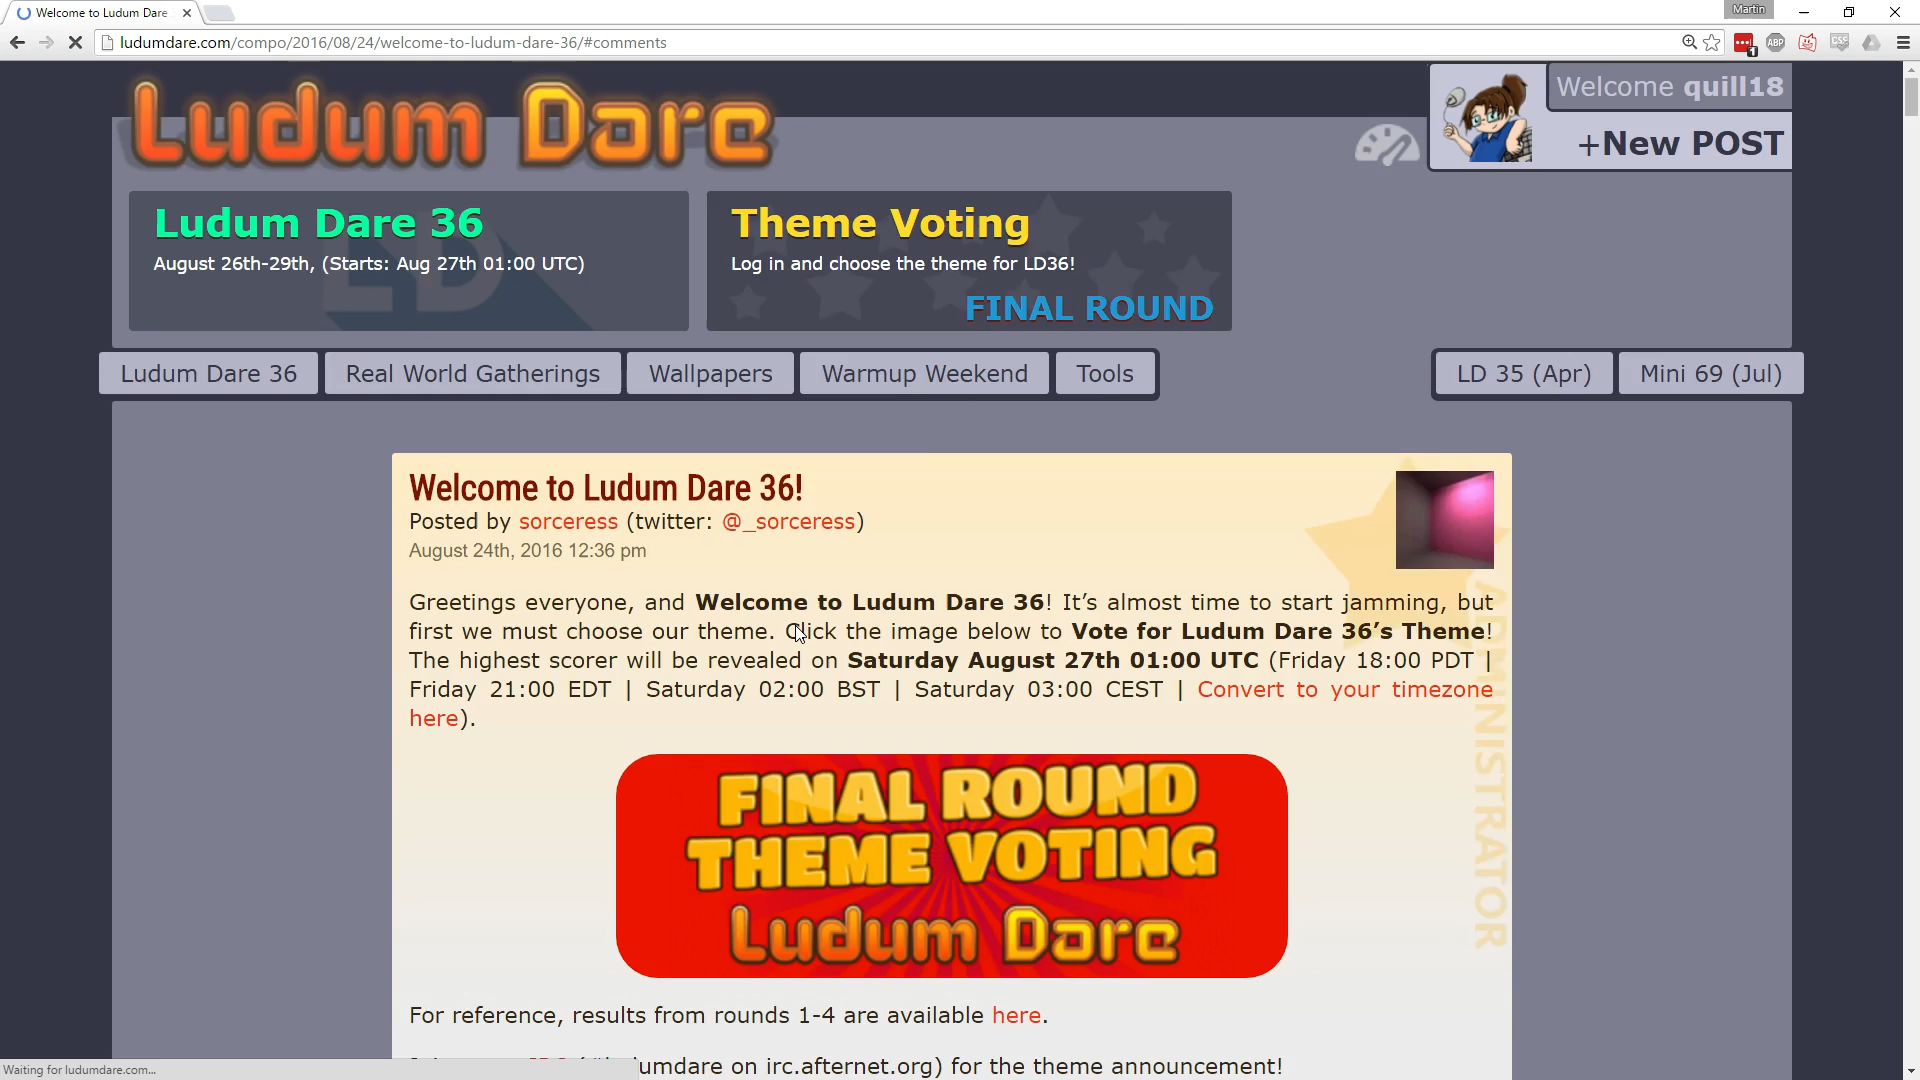 Welcome to Ludum Dare
Martin
ludumdare.com/compo/2016/08/24/welcome-to-ludum-dare-36/#comments
1
ABP
CSS
Ludum Dare
Welcome quill18
+New POST
Ludum Dare 36
August 26th-29th, (Starts: Aug 27th 01:00 UTC)
LD
Theme Voting
Log in and choose the theme for LD36!
FINAL ROUND
Ludum Dare 36
Real World Gatherings
Wallpapers
Warmup Weekend
Tools
LD 35 (Apr)
Mini 69 (Jul)
Welcome to Ludum Dare 36!
Posted by sorceress (twitter: @_sorceress)
August 24th, 2016 12:36 pm
ADMINISTRATOR
Greetings everyone, and Welcome to Ludum Dare 36! It’s almost time to start jamming, but
first we must choose our theme. Click the image below to Vote for Ludum Dare 36’s Theme!
The highest scorer will be revealed on Saturday August 27th 01:00 UTC (Friday 18:00 PDT |
Friday 21:00 EDT | Saturday 02:00 BST | Saturday 03:00 CEST | Convert to your timezone
here).
FINAL ROUND
THEME VOTING
Ludum Dare
For reference, results from rounds 1-4 are available here.
on irc.afternet.org) for the theme announcement!
Waiting for ludumdare.com...